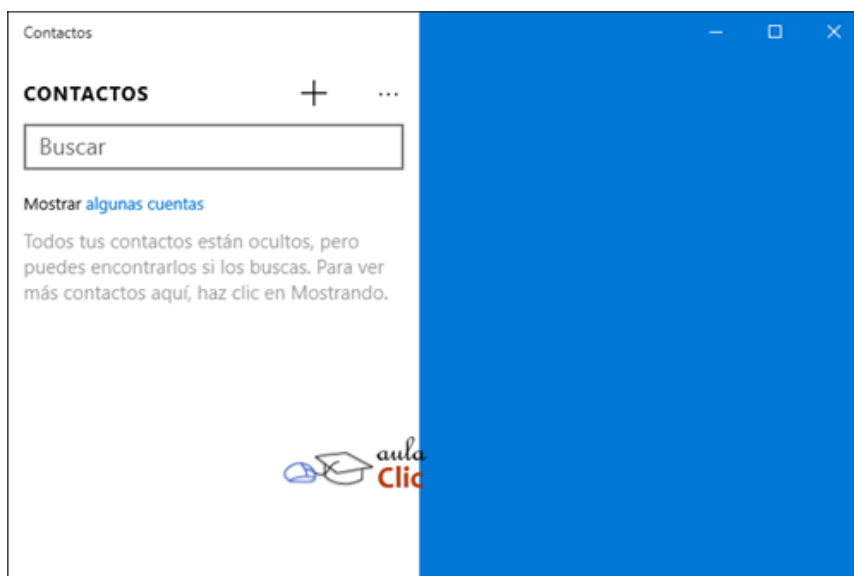 Contactos
CONTACTOS
Buscar
Mostrar algunas cuentas
Todos tus contactos están ocultos, pero
puedes encontrarlos si los buscas. Para ver
más contactos aquí, haz clic en Mostrando.
aula
Clic